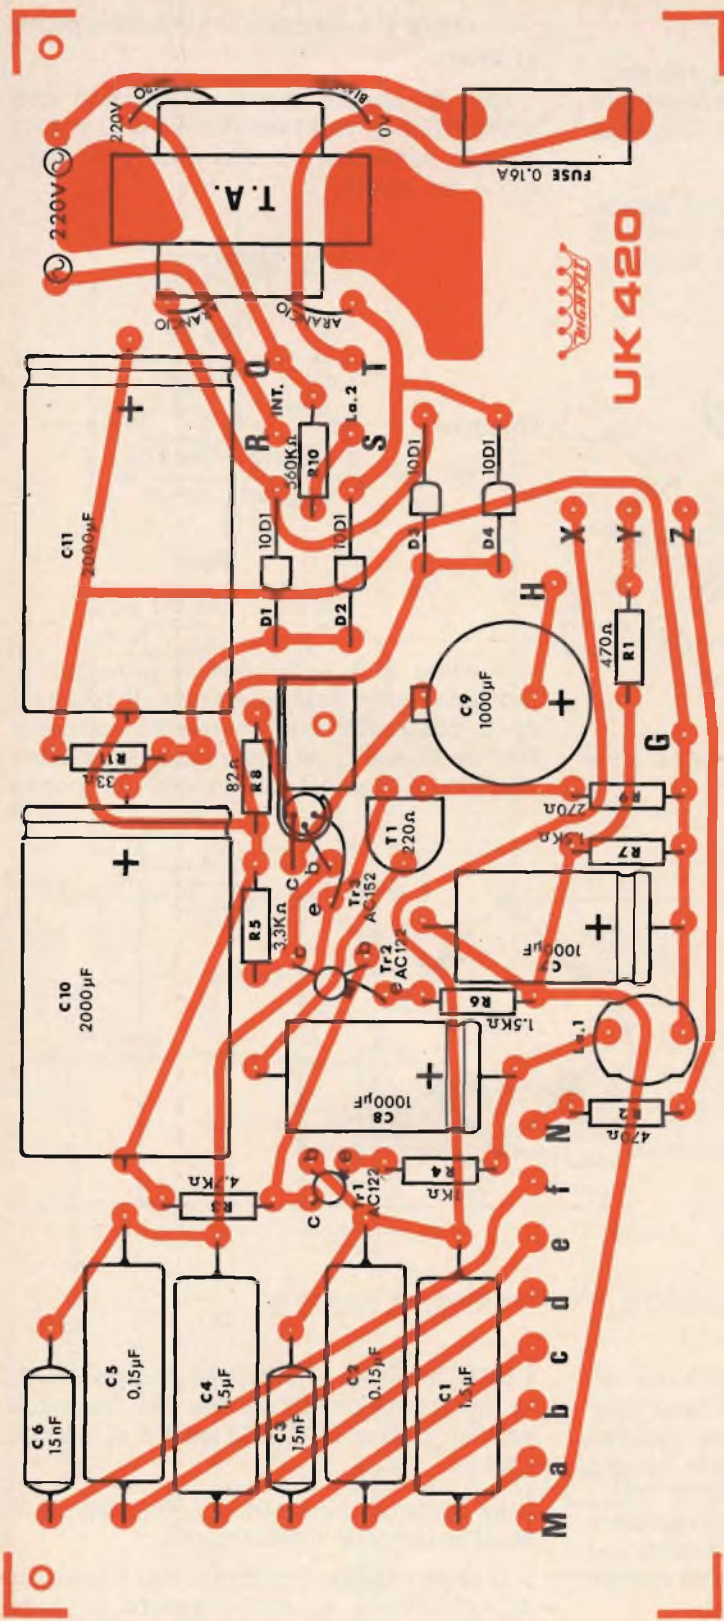 220V
220V
NERO
BIANCO
0V
T.A.
FUSE 0.16A
ARANCIO
ARANCIO
HIGHKIT
UK 420
C11
2000µF
+
Q
INT.
R
T
La.2
S
560KΩ
R10
10D1
D1
10D1
D2
10D1
D3
10D1
D4
X
Y
Z
H
470Ω
R1
G
C9
1000µF
+
R11
33Ω
82Ω
R8
T1
220Ω
270Ω
R9
1.5KΩ
R7
c
b
e
Tr3
AC152
R5
3.3KΩ
C10
2000µF
+
b
e
Tr2
AC122
R6
1.5KΩ
1000µF
+
La.1
C8
1000µF
+
R2
470Ω
N
R3
4.7KΩ
c
b
e
Tr1
AC122
R4
1KΩ
f
e
d
c
b
a
M
C6
15nF
C5
0.15µF
C4
1.5µF
C3
15nF
C2
0.15µF
C1
1.5µF